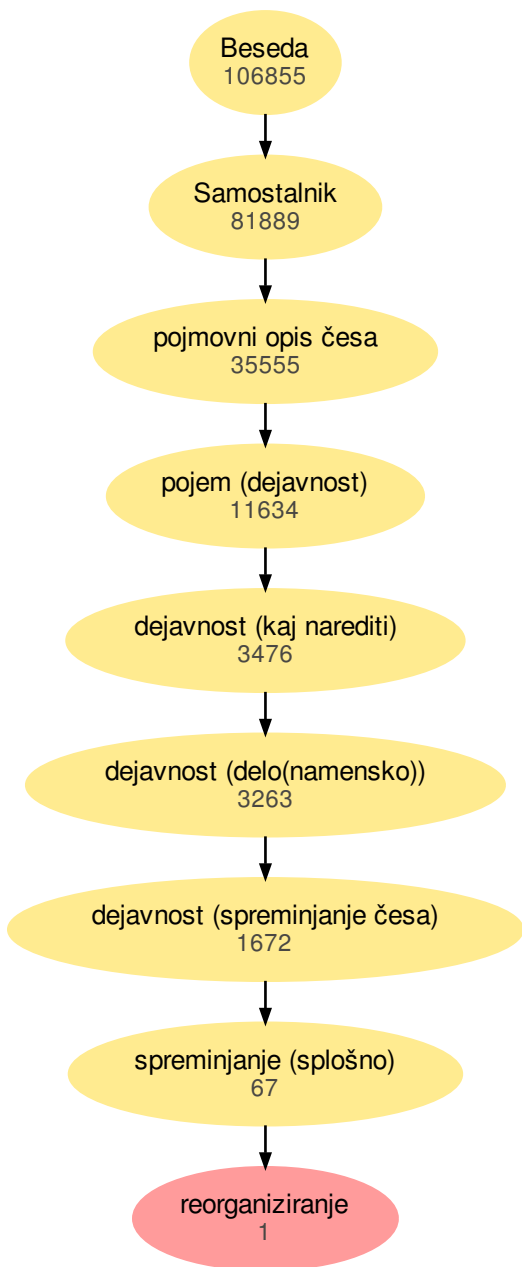 Beseda
106855
Samostalnik
81889
pojmovni opis česa
35555
pojem (dejavnost)
11634
dejavnost (kaj narediti)
3476
dejavnost (delo(namensko))
3263
dejavnost (spreminjanje česa)
1672
spreminjanje (splošno)
67
reorganiziranje
1